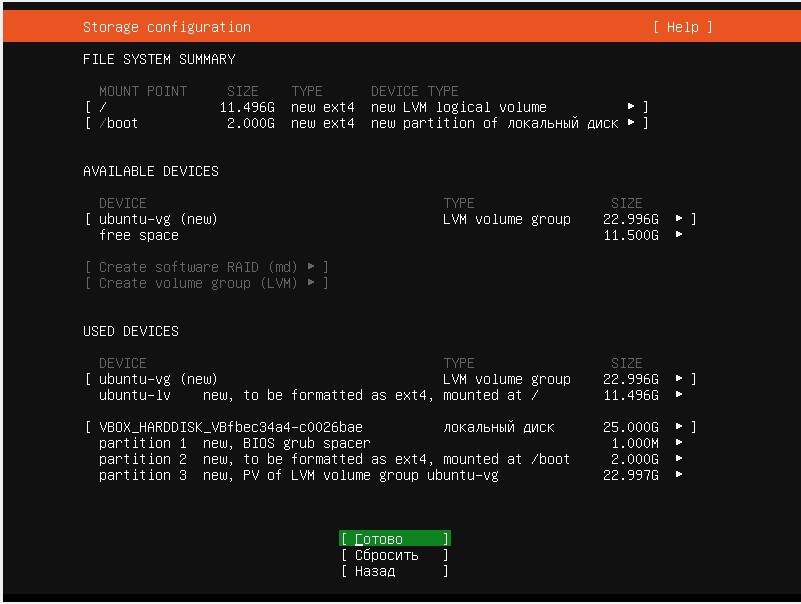 Storage configuration [ Help ]
FILE SYSTEM SUMMARY
MOUNT POINT SIZE TYPE DEVICE TYPE
[ / 11.496G new ext4 new LVM logical volume ▸ ]
[ /boot 2.000G new ext4 new partition of локальный диск ▸ ]
AVAILABLE DEVICES
DEVICE TYPE SIZE
[ ubuntu-vg (new) LVM volume group 22.996G ▸ ]
free space 11.500G ▸
[ Create software RAID (md) ▸ ]
[ Create volume group (LVM) ▸ ]
USED DEVICES
DEVICE TYPE SIZE
[ ubuntu-vg (new) LVM volume group 22.996G ▸ ]
ubuntu-lv new, to be formatted as ext4, mounted at / 11.496G ▸
[ VBOX_HARDDISK_VBfbec34a4-c0026bae локальный диск 25.000G ▸ ]
partition 1 new, BIOS grub spacer 1.000M ▸
partition 2 new, to be formatted as ext4, mounted at /boot 2.000G ▸
partition 3 new, PV of LVM volume group ubuntu-vg 22.997G ▸
[ Готово ]
[ Сбросить ]
[ Назад ]